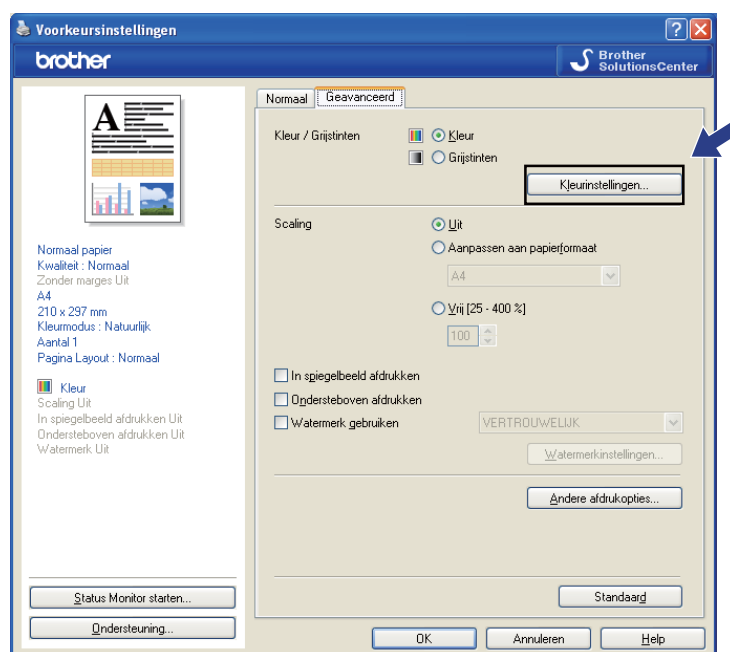 Voorkeursinstellingen
brother
Brother
SolutionsCenter
A
Normaal papier
Kwaliteit : Normaal
Zonder marges Uit
A4
210 x 297 mm
Kleurmodus : Natuurlijk
Aantal 1
Pagina Layout : Normaal
Kleur
Scaling Uit
In spiegelbeeld afdrukken Uit
Ondersteboven afdrukken Uit
Watermerk Uit
Status Monitor starten...
Ondersteuning...
Normaal Geavanceerd
Kleur / Grijstinten
Kleur
Grijstinten
Kleurinstellingen...
Scaling
Uit
Aanpassen aan papierformaat
A4
Vrij [25 - 400 %]
100
In spiegelbeeld afdrukken
Ondersteboven afdrukken
Watermerk gebruiken VERTROUWELIJK
Watermerkinstellingen...
Andere afdrukopties...
Standaard
OK Annuleren Help